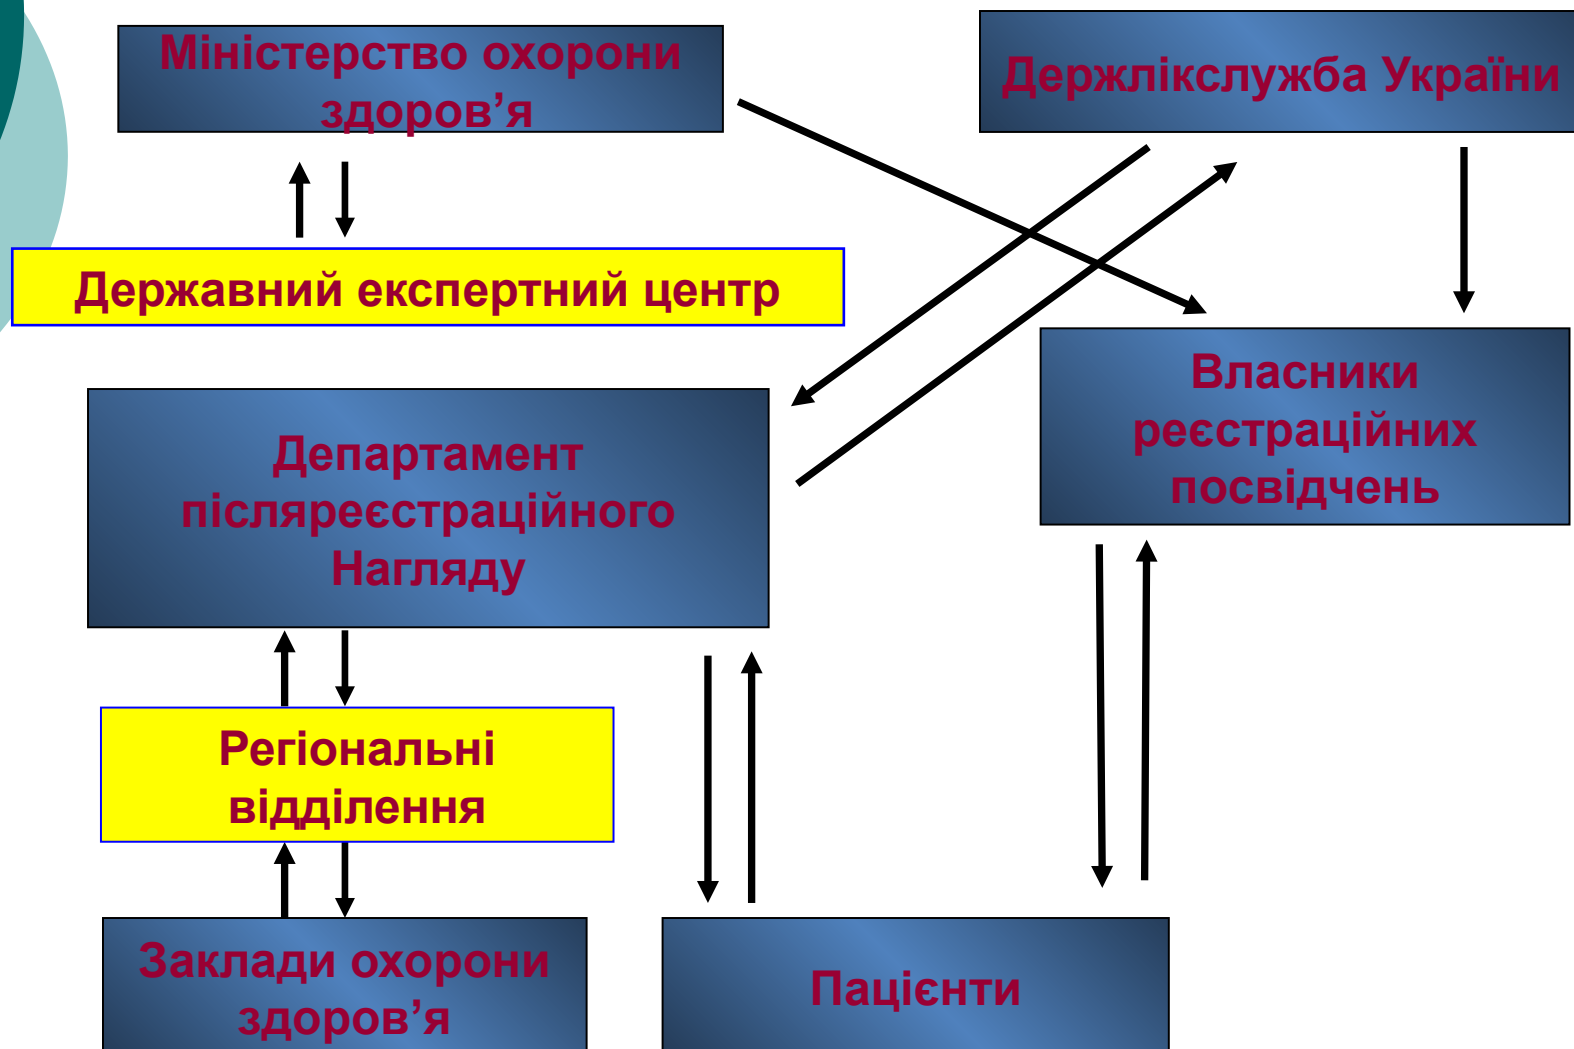 Міністерство охорони
здоров’я
Держлікслужба України
Державний експертний центр
Власники
реєстраційних
посвідчень
Департамент
післяреєстраційного
Нагляду
Регіональні
відділення
Заклади охорони
здоров’я
Пацієнти